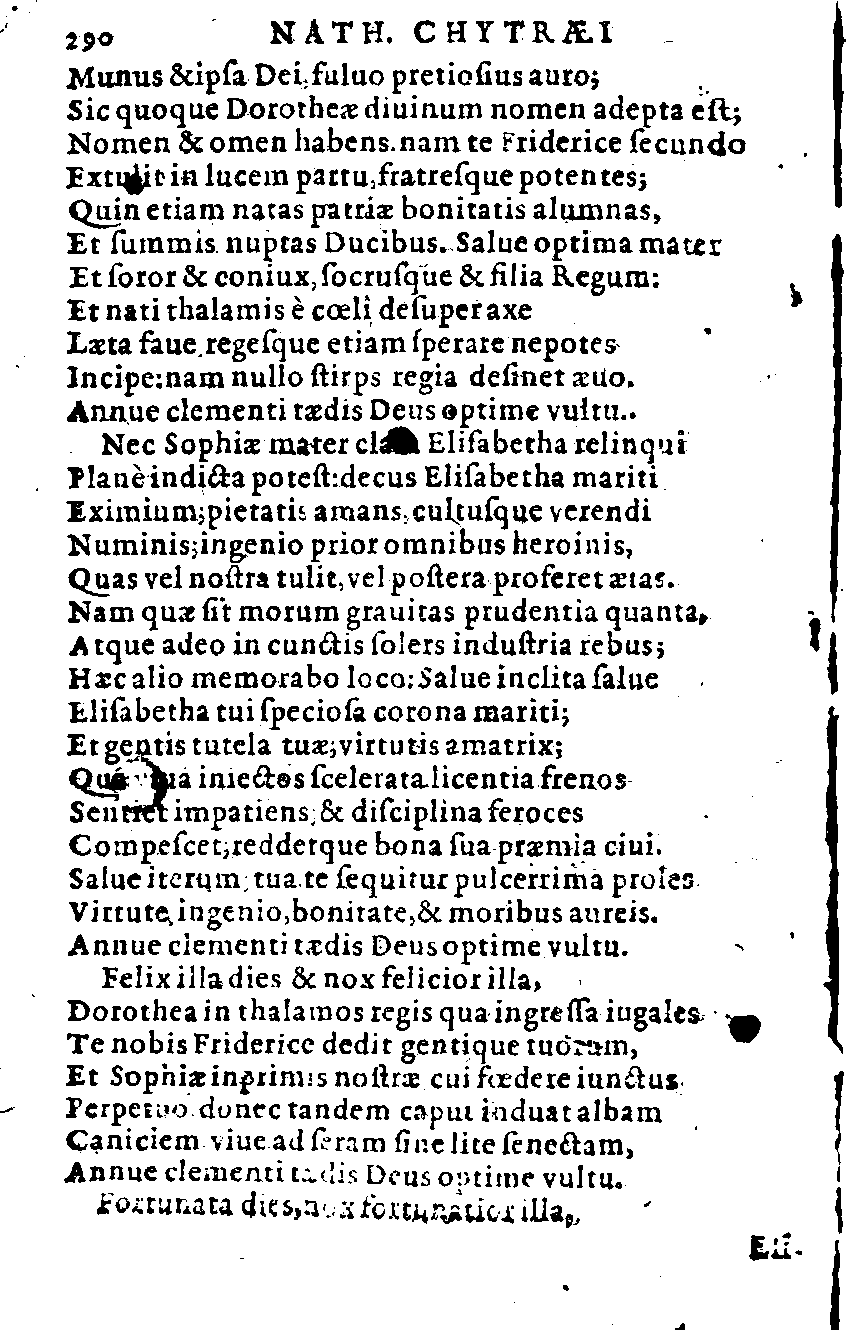 290 NATH. CHYTRÆI
Munus &ipſa Dei, fuluo pretioſius auro;
Sic quoque Dorotheæ diuinum nomen adepta eſt;
Nomen & omen habens. nam te Friderice ſecundo
Extulit in lucem partu, fratreſque potentes;
Quin etiam natas patriæ bonitatis alumnas,
Et ſummis nuptas Ducibus. Salue optima mater
Et ſoror & coniux, ſocruſque & filia Regum:
Et nati thalamis è cœli deſuper axe
Læta faue, regeſque etiam ſperare nepotes
Incipe: nam nullo ſtirps regia deſinet æuo.
Annue clementi tædis Deus optime vultu.
Nec Sophiæ mater clara Eliſabetha relinqui
Planè indicta poteſt: decus Eliſabetha mariti
Eximium; pietatis amans, cultuſque verendi
Numinis; ingenio prior omnibus heroinis,
Quas vel noſtra tulit, vel poſtera proferet ætas.
Nam quæ ſit morum grauitas prudentia quanta,
Atque adeo in cunctis ſolers induſtria rebus;
Hæc alio memorabo loco: Salue inclita ſalue
Eliſabetha tui ſpecioſa corona mariti;
Et gentis tutela tuæ; virtutis amatrix;
iniectos ſcelerata licentia frenos
Sentiet impatiens; & diſciplina feroces
Compeſcet; reddetque bona ſua præmia ciui.
Salue iterum; tua te ſequitur pulcerrima proles
Virtute, ingenio, bonitate, & moribus aureis.
Annue clementi tædis Deus optime vultu.
Felix illa dies & nox felicior illa,
Dorothea in thalamos regis qua ingreſſa iugales
Te nobis Friderice dedit gentique tuorum,
Et Sophiæ inprimis noſtræ cui fœdere iunctus
Perpetuo donec tandem caput induat albam
Caniciem viue ad ſeram ſine lite ſenectam,
Annue clementi tædis Deus optime vultu.
Fortunata dies, nox fortunatior illa,
Eli-